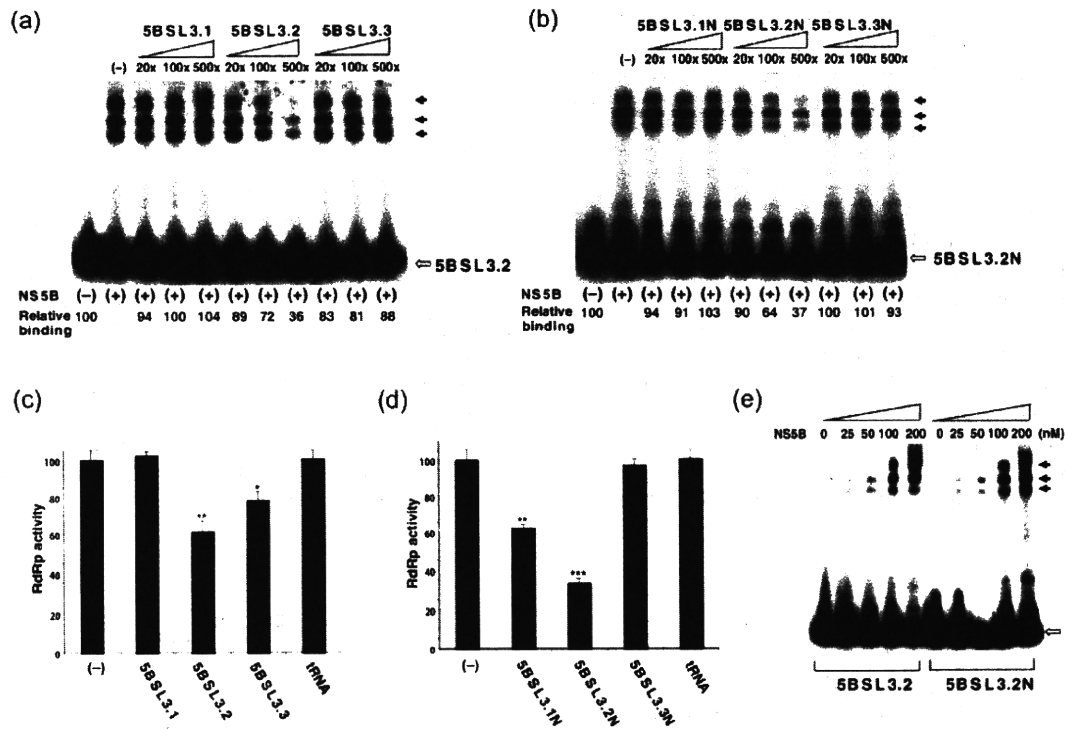 (a)
5BSL3.1 5BSL3.2 5BSL3.3
(-) 20x 100x 500x 20x 100x 500x 20x 100x 500x
⇦ 5BSL3.2
NS5B (-) (+) (+) (+) (+) (+) (+) (+) (+) (+) (+)
Relative binding 100 94 100 104 89 72 36 83 81 88
(b)
5BSL3.1N 5BSL3.2N 5BSL3.3N
(-) 20x 100x 500x 20x 100x 500x 20x 100x 500x
⇦ 5BSL3.2N
NS5B (-) (+) (+) (+) (+) (+) (+) (+) (+) (+) (+)
Relative binding 100 94 91 103 90 64 37 100 101 93
(c)
RdRp activity
100
80
60
40
20
0
** *
(-) 5BSL3.1 5BSL3.2 5BSL3.3 tRNA
(d)
RdRp activity
100
80
60
40
20
0
** ***
(-) 5BSL3.1N 5BSL3.2N 5BSL3.3N tRNA
(e)
NS5B 0 25 50 100 200 0 25 50 100 200 (nM)
5BSL3.2 5BSL3.2N